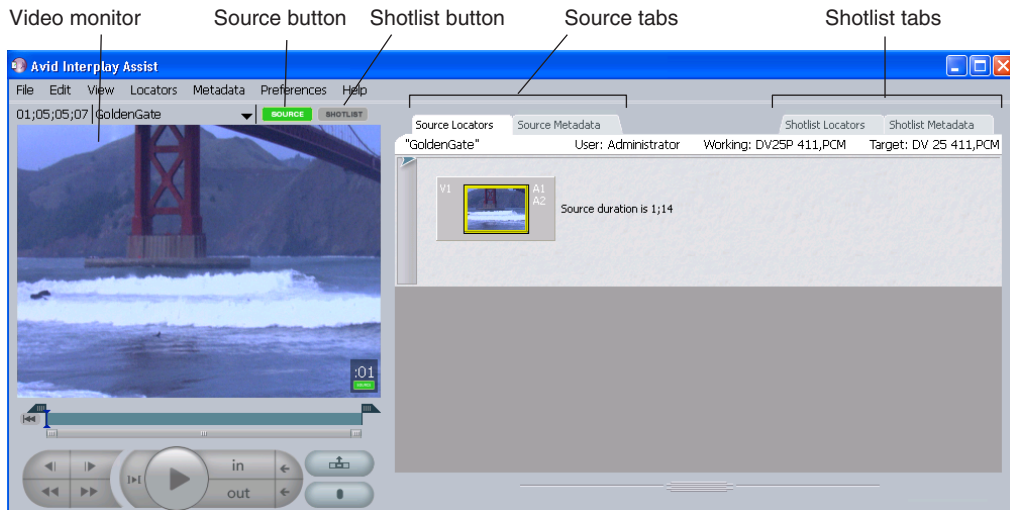 Video monitor Source button Shotlist button Source tabs Shotlist tabs
Avid Interplay Assist
File Edit View Locators Metadata Preferences Help
01;05;05;07 GoldenGate SOURCE SHOTLIST
Source Locators Source Metadata Shotlist Locators Shotlist Metadata
"GoldenGate" User: Administrator Working: DV25P 411,PCM Target: DV 25 411,PCM
V1 A1
A2
Source duration is 1;14
:01
in
out